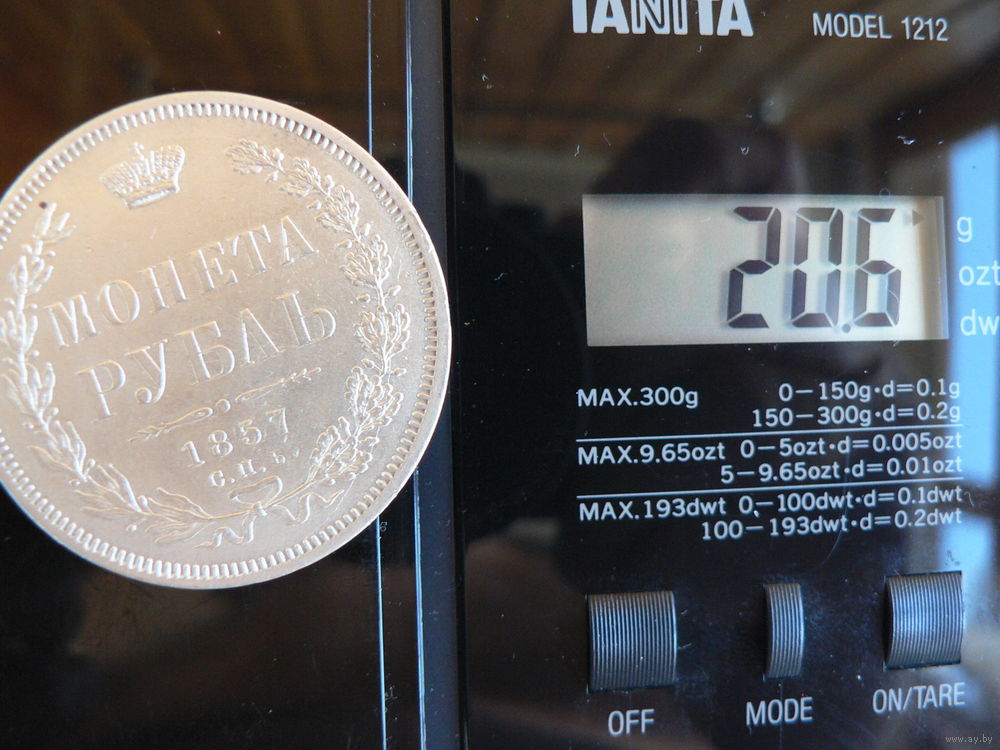 МОНЕТА
РУБЛЬ
1857
С.П.Б.
TANITA
MODEL 1212
20.6
g
ozt
dw
MAX.300g 0–150g·d=0.1g
150–300g·d=0.2g
MAX.9.65ozt 0–5ozt·d=0.005ozt
5–9.65ozt·d=0.01ozt
MAX.193dwt 0–100dwt·d=0.1dwt
100–193dwt·d=0.2dwt
OFF
MODE
ON/TARE
www.ay.by